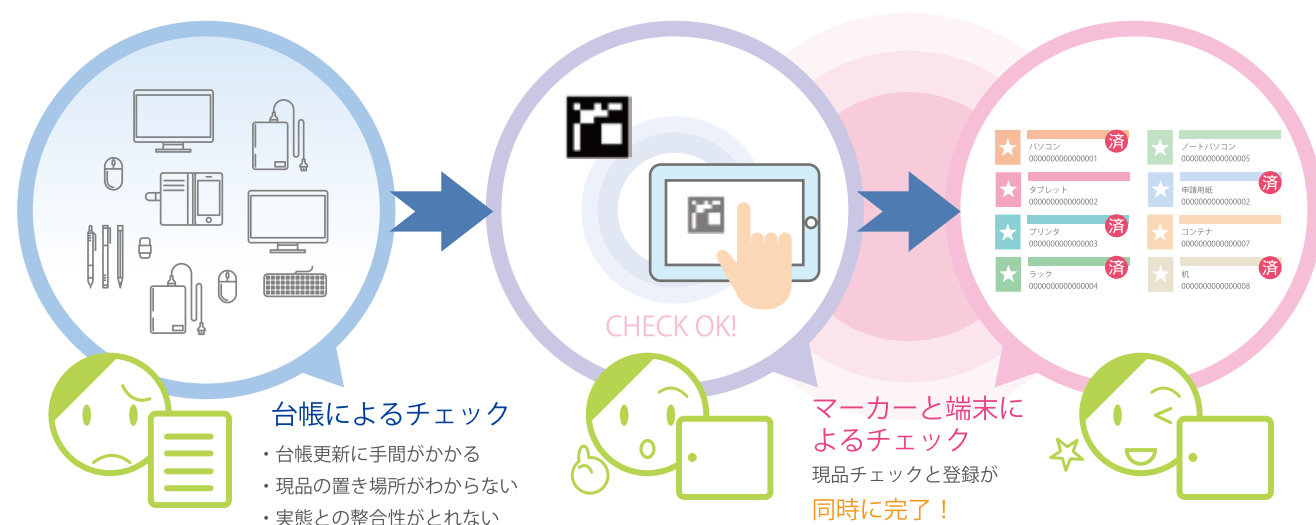 CHECK OK!
パソコン
0000000000000001
済
タブレット
0000000000000002
プリンタ
0000000000000003
済
ラック
0000000000000004
済
ノートパソコン
0000000000000005
申請用紙
0000000000000002
済
コンテナ
0000000000000007
机
0000000000000008
済
台帳によるチェック
・台帳更新に手間がかかる
・現品の置き場所がわからない
・実態との整合性がとれない
マーカーと端末に
よるチェック
現品チェックと登録が
同時に完了！